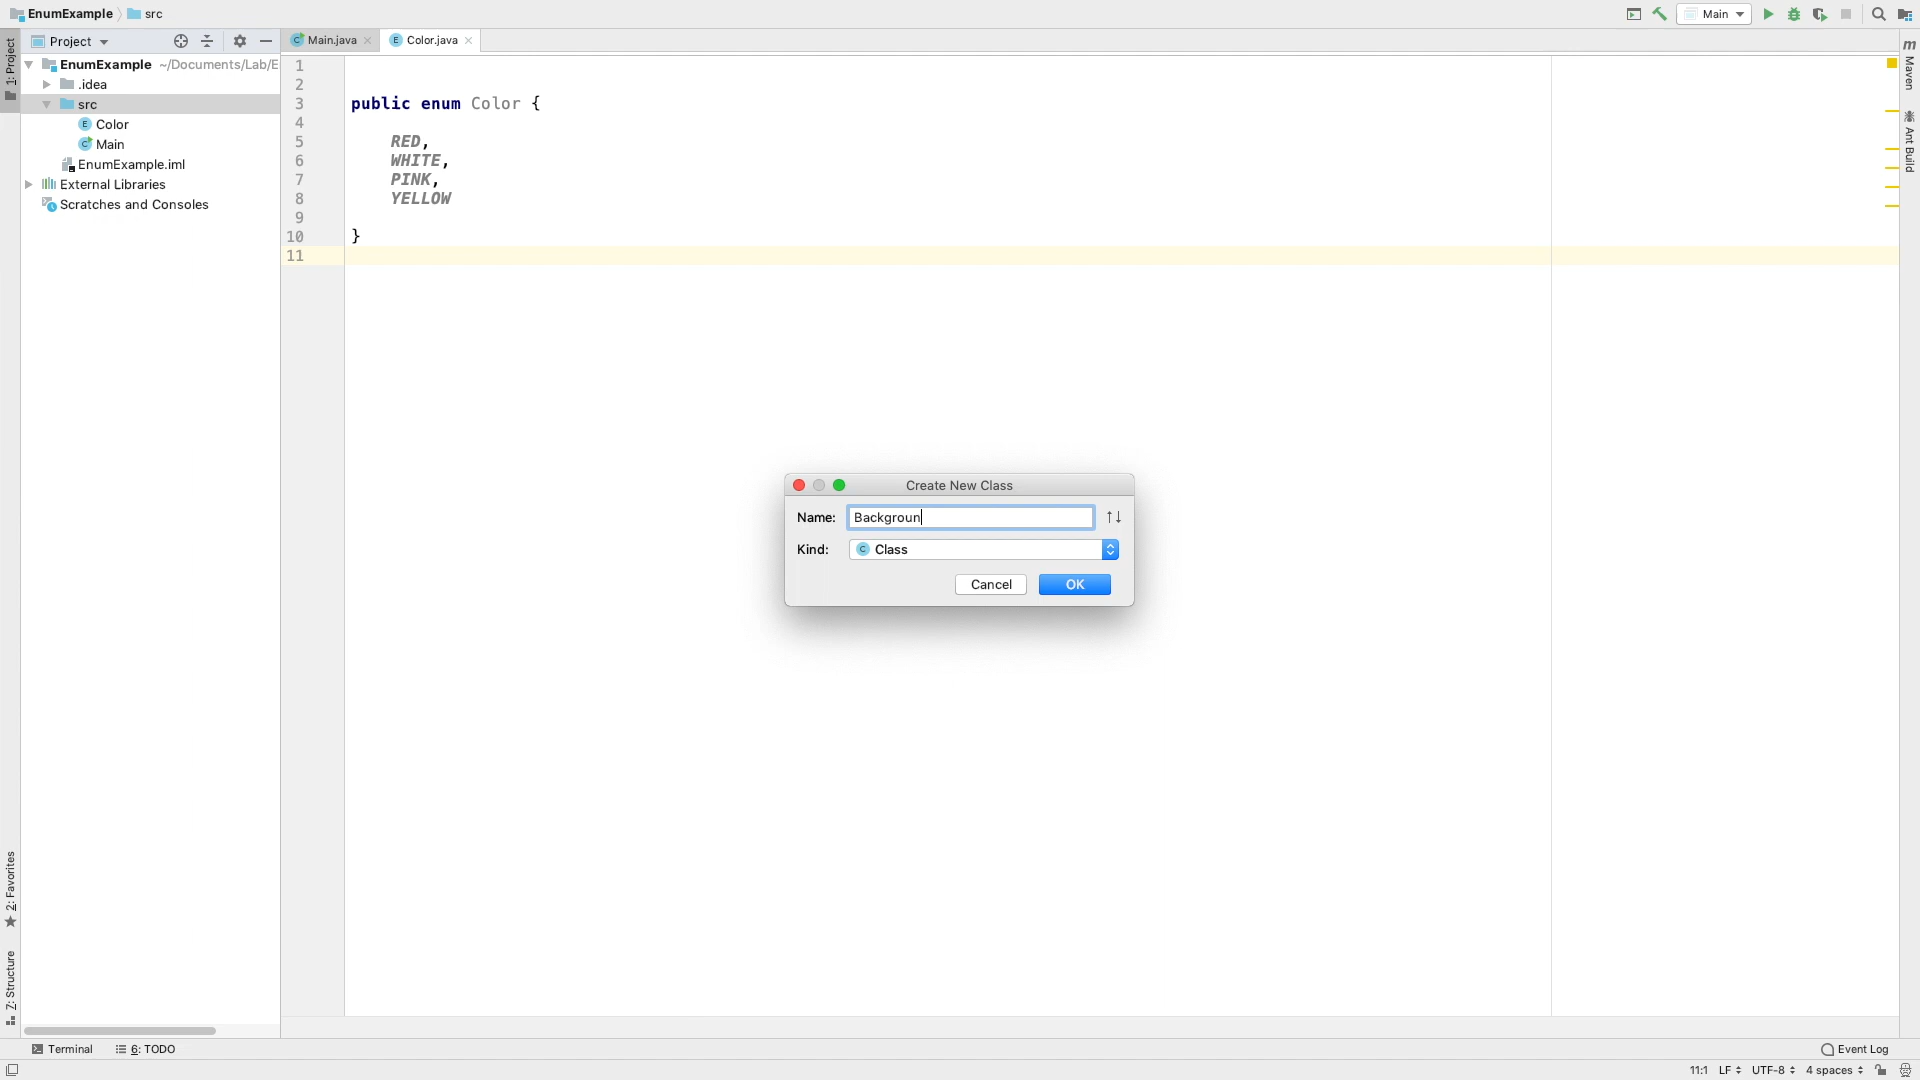 EnumExample src
Main
1: Project
Project
Main.java
Color.java
EnumExample ~/Documents/Lab/E
.idea
src
Color
Main
EnumExample.iml
External Libraries
Scratches and Consoles
1
2
3 public enum Color {
4
5 RED,
6 WHITE,
7 PINK,
8 YELLOW
9
10 }
11
Create New Class
Name: Backgroun
Kind: C Class
Cancel OK
m Maven
Ant Build
2: Favorites
7: Structure
Terminal 6: TODO
Event Log
11:1 LF UTF-8 4 spaces